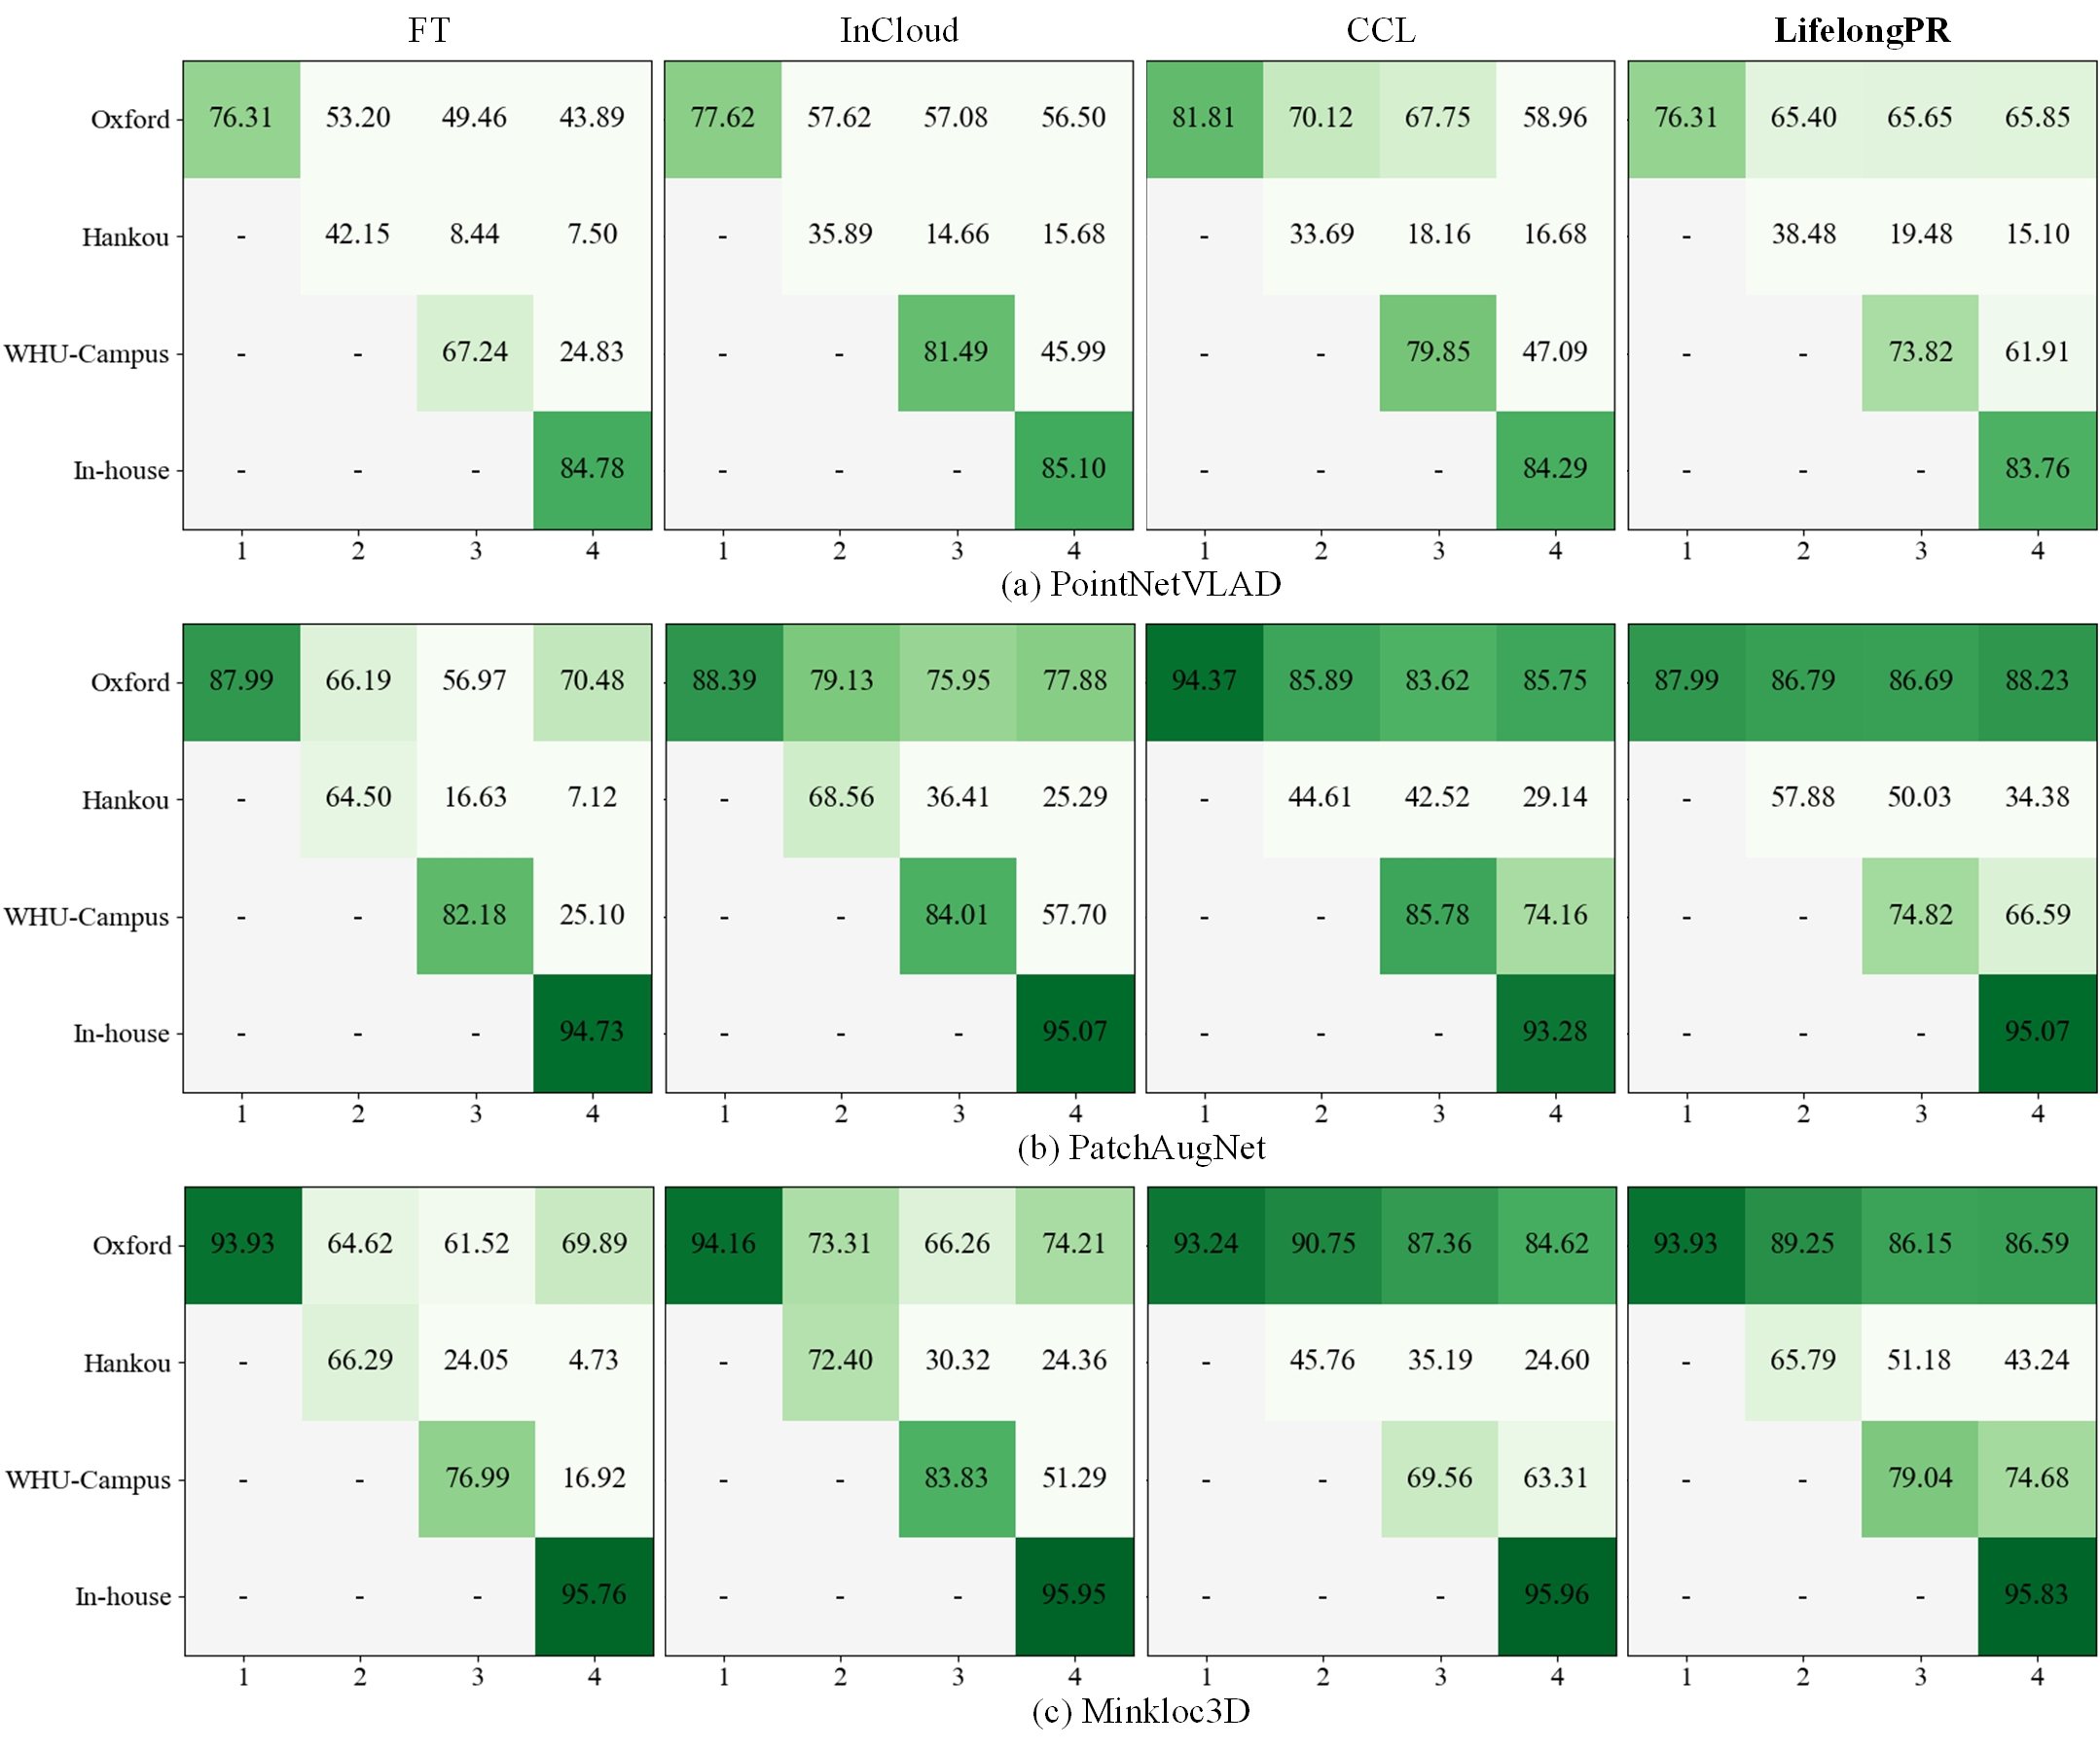 FT InCloud CCL LifelongPR
Oxford 76.31 53.20 49.46 43.89 77.62 57.62 57.08 56.50 81.81 70.12 67.75 58.96 76.31 65.40 65.65 65.85
Hankou - 42.15 8.44 7.50 - 35.89 14.66 15.68 - 33.69 18.16 16.68 - 38.48 19.48 15.10
WHU-Campus - - 67.24 24.83 - - 81.49 45.99 - - 79.85 47.09 - - 73.82 61.91
In-house - - - 84.78 - - - 85.10 - - - 84.29 - - - 83.76
1 2 3 4 1 2 3 4 1 2 3 4 1 2 3 4
(a) PointNetVLAD
Oxford 87.99 66.19 56.97 70.48 88.39 79.13 75.95 77.88 94.37 85.89 83.62 85.75 87.99 86.79 86.69 88.23
Hankou - 64.50 16.63 7.12 - 68.56 36.41 25.29 - 44.61 42.52 29.14 - 57.88 50.03 34.38
WHU-Campus - - 82.18 25.10 - - 84.01 57.70 - - 85.78 74.16 - - 74.82 66.59
In-house - - - 94.73 - - - 95.07 - - - 93.28 - - - 95.07
1 2 3 4 1 2 3 4 1 2 3 4 1 2 3 4
(b) PatchAugNet
Oxford 93.93 64.62 61.52 69.89 94.16 73.31 66.26 74.21 93.24 90.75 87.36 84.62 93.93 89.25 86.15 86.59
Hankou - 66.29 24.05 4.73 - 72.40 30.32 24.36 - 45.76 35.19 24.60 - 65.79 51.18 43.24
WHU-Campus - - 76.99 16.92 - - 83.83 51.29 - - 69.56 63.31 - - 79.04 74.68
In-house - - - 95.76 - - - 95.95 - - - 95.96 - - - 95.83
1 2 3 4 1 2 3 4 1 2 3 4 1 2 3 4
(c) Minkloc3D